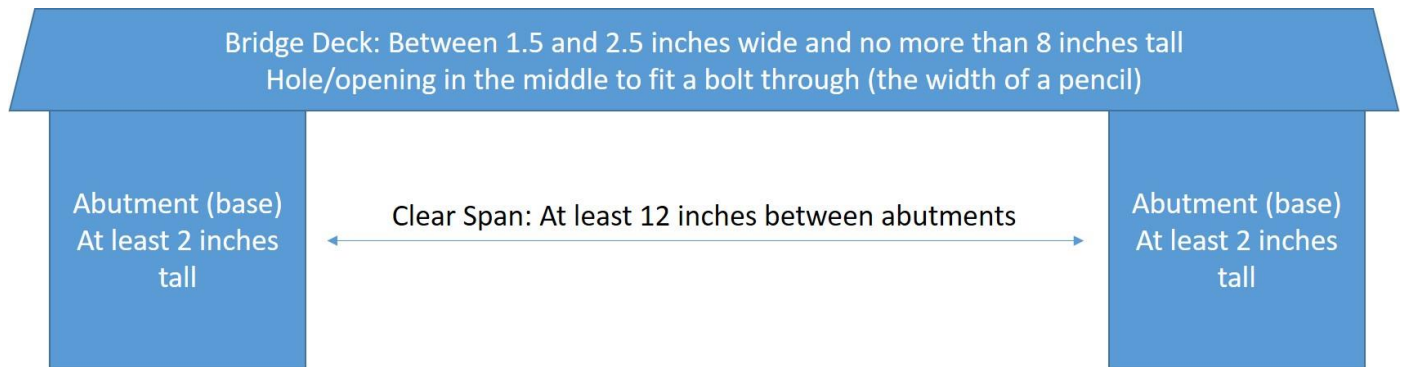 Bridge Deck: Between 1.5 and 2.5 inches wide and no more than 8 inches tall
Hole/opening in the middle to fit a bolt through (the width of a pencil)
Abutment (base)
At least 2 inches
tall
Clear Span: At least 12 inches between abutments
Abutment (base)
At least 2 inches
tall